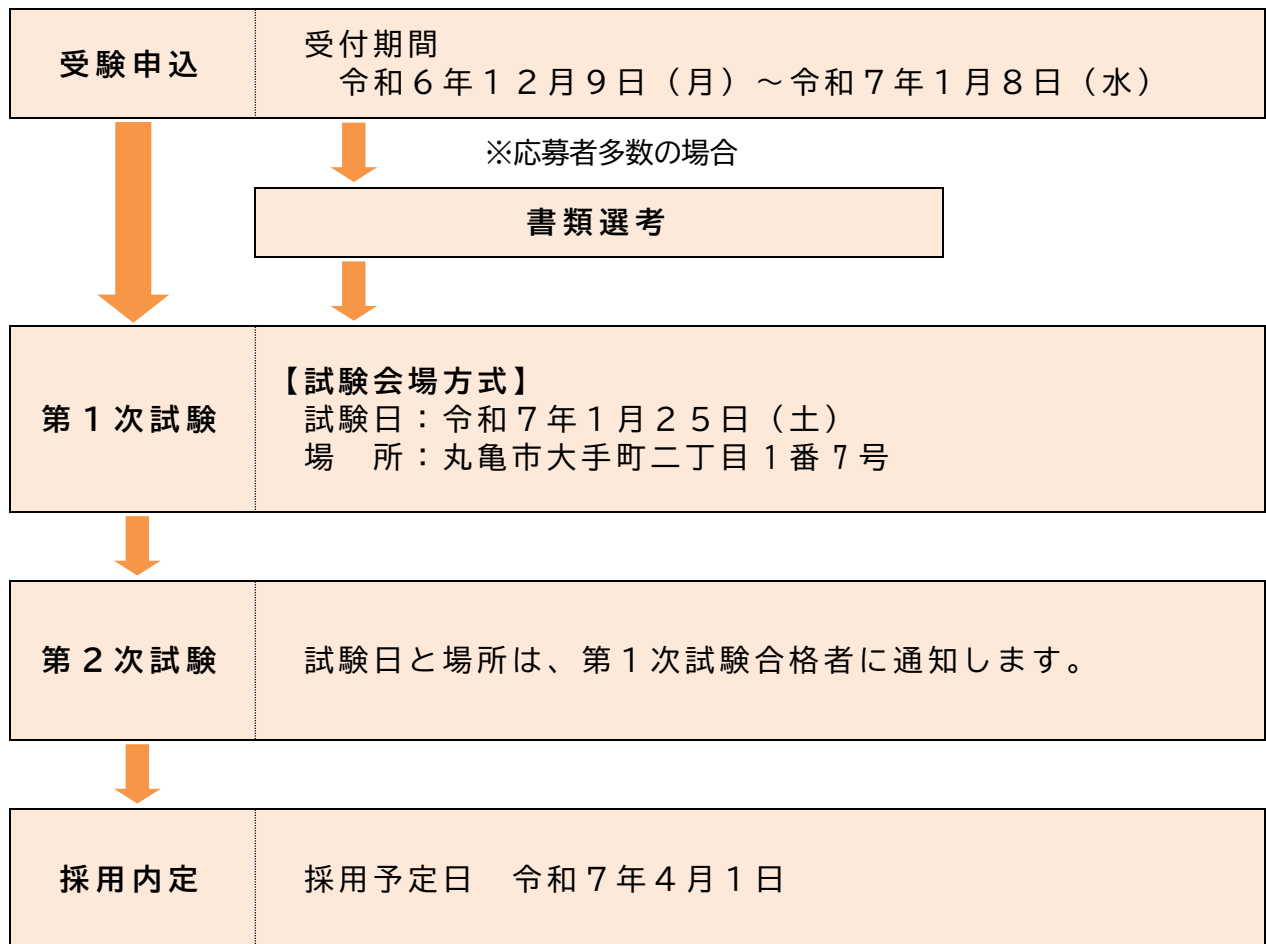 受験申込
受付期間
令和６年１２月９日（月）～令和７年１月８日（水）
※応募者多数の場合
書類選考
第１次試験
【試験会場方式】
試験日：令和７年１月２５日（土）
場　所：丸亀市大手町二丁目１番７号
第２次試験
試験日と場所は、第１次試験合格者に通知します。
採用内定
採用予定日　令和７年４月１日